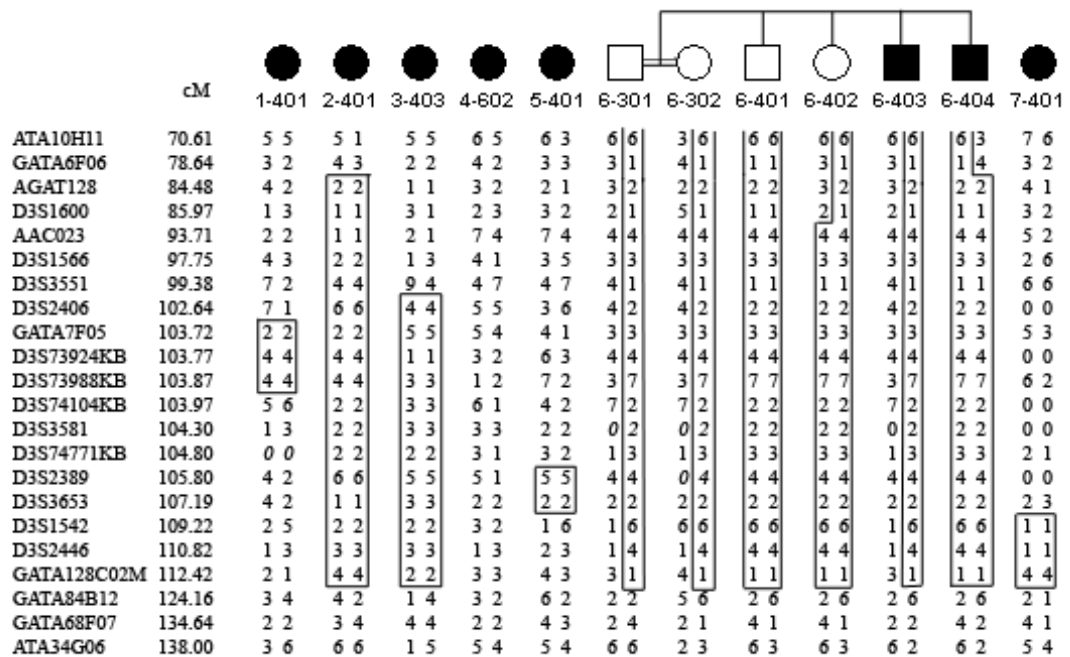 cM 1-401 2-401 3-403 4-602 5-401 6-301 6-302 6-401 6-402 6-403 6-404 7-401
ATA10H11 70.61 5 5 5 1 5 5 6 5 6 3 6 6 3 6 6 6 6 6 6 6 6 3 7 6
GATA6F06 78.64 3 2 4 3 2 2 4 2 3 3 3 1 4 1 1 1 3 1 3 1 1 4 3 2
AGAT128 84.48 4 2 2 2 1 1 3 2 2 1 3 2 2 2 2 2 3 2 3 2 2 2 4 1
D3S1600 85.97 1 3 1 1 3 1 2 3 3 2 2 1 5 1 1 1 2 1 2 1 1 1 3 2
AAC023 93.71 2 2 1 1 2 1 7 4 7 4 4 4 4 4 4 4 4 4 4 4 4 4 5 2
D3S1566 97.75 4 3 2 2 1 3 4 1 3 5 3 3 3 3 3 3 3 3 3 3 3 3 2 6
D3S3551 99.38 7 2 4 4 9 4 4 7 4 7 4 1 4 1 1 1 1 1 4 1 1 1 6 6
D3S2406 102.64 7 1 6 6 4 4 5 5 3 6 4 2 4 2 2 2 2 2 4 2 2 2 0 0
GATA7F05 103.72 2 2 2 2 5 5 5 4 4 1 3 3 3 3 3 3 3 3 3 3 3 3 5 3
D3S73924KB 103.77 4 4 4 4 1 1 3 2 6 3 4 4 4 4 4 4 4 4 4 4 4 4 0 0
D3S73988KB 103.87 4 4 4 4 3 3 1 2 7 2 3 7 3 7 7 7 7 7 3 7 7 7 6 2
D3S74104KB 103.97 5 6 2 2 3 3 6 1 4 2 7 2 7 2 2 2 2 2 7 2 2 2 0 0
D3S3581 104.30 1 3 2 2 3 3 3 3 2 2 0 2 0 2 2 2 2 2 0 2 2 2 0 0
D3S74771KB 104.80 0 0 2 2 2 2 3 1 3 2 1 3 1 3 3 3 3 3 1 3 3 3 2 1
D3S2389 105.80 4 2 6 6 5 5 5 1 5 5 4 4 0 4 4 4 4 4 4 4 4 4 0 0
D3S3653 107.19 4 2 1 1 3 3 2 2 2 2 2 2 2 2 2 2 2 2 2 2 2 2 2 3
D3S1542 109.22 2 5 2 2 2 2 3 2 1 6 1 6 6 6 6 6 6 6 1 6 6 6 1 1
D3S2446 110.82 1 3 3 3 3 3 1 3 2 3 1 4 1 4 4 4 4 4 1 4 4 4 1 1
GATA128C02M 112.42 2 1 4 4 2 2 3 3 4 3 3 1 4 1 1 1 1 1 3 1 1 1 4 4
GATA84B12 124.16 3 4 4 2 1 4 3 2 6 2 2 2 5 6 2 6 2 6 2 6 2 6 2 1
GATA68F07 134.64 2 2 3 4 4 4 2 2 4 3 2 4 2 1 4 1 4 1 2 2 4 2 4 1
ATA34G06 138.00 3 6 6 6 1 5 5 4 5 4 6 6 2 3 6 3 6 3 6 2 6 2 5 4